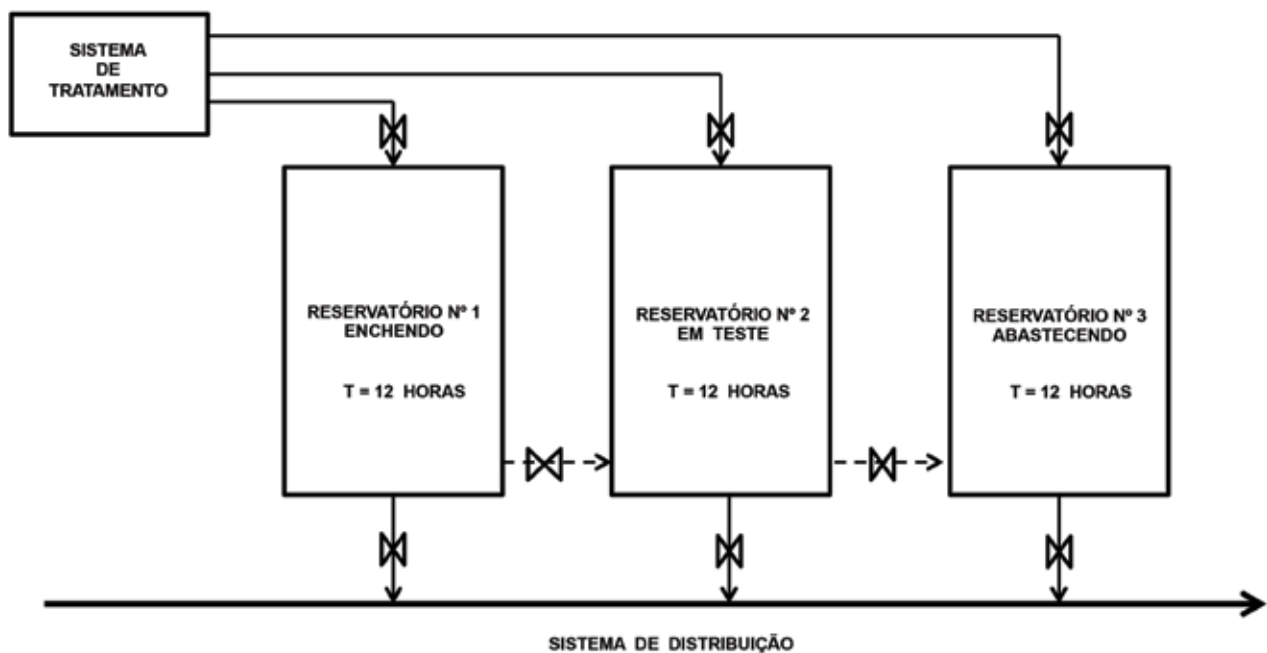 SISTEMA
DE
TRATAMENTO
RESERVATÓRIO Nº 1
ENCHENDO
T = 12 HORAS
RESERVATÓRIO Nº 2
EM TESTE
T = 12 HORAS
RESERVATÓRIO Nº 3
ABASTECENDO
T = 12 HORAS
SISTEMA DE DISTRIBUIÇÃO